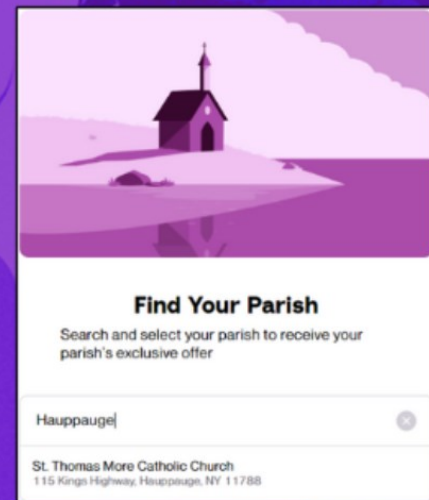 Find Your Parish
Search and select your parish to receive your
parish's exclusive offer
Hauppauge
St. Thomas More Catholic Church
115 Kings Highway, Hauppauge, NY 11788